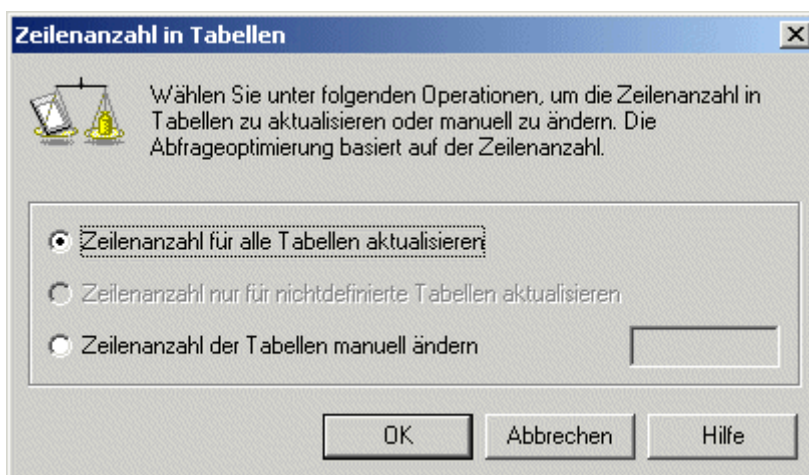 Zeilenanzahl in Tabellen
Wählen Sie unter folgenden Operationen, um die Zeilenanzahl in
Tabellen zu aktualisieren oder manuell zu ändern. Die
Abfrageoptimierung basiert auf der Zeilenanzahl.
Zeilenanzahl für alle Tabellen aktualisieren
Zeilenanzahl nur für nichtdefinierte Tabellen aktualisieren
Zeilenanzahl der Tabellen manuell ändern
OK Abbrechen Hilfe